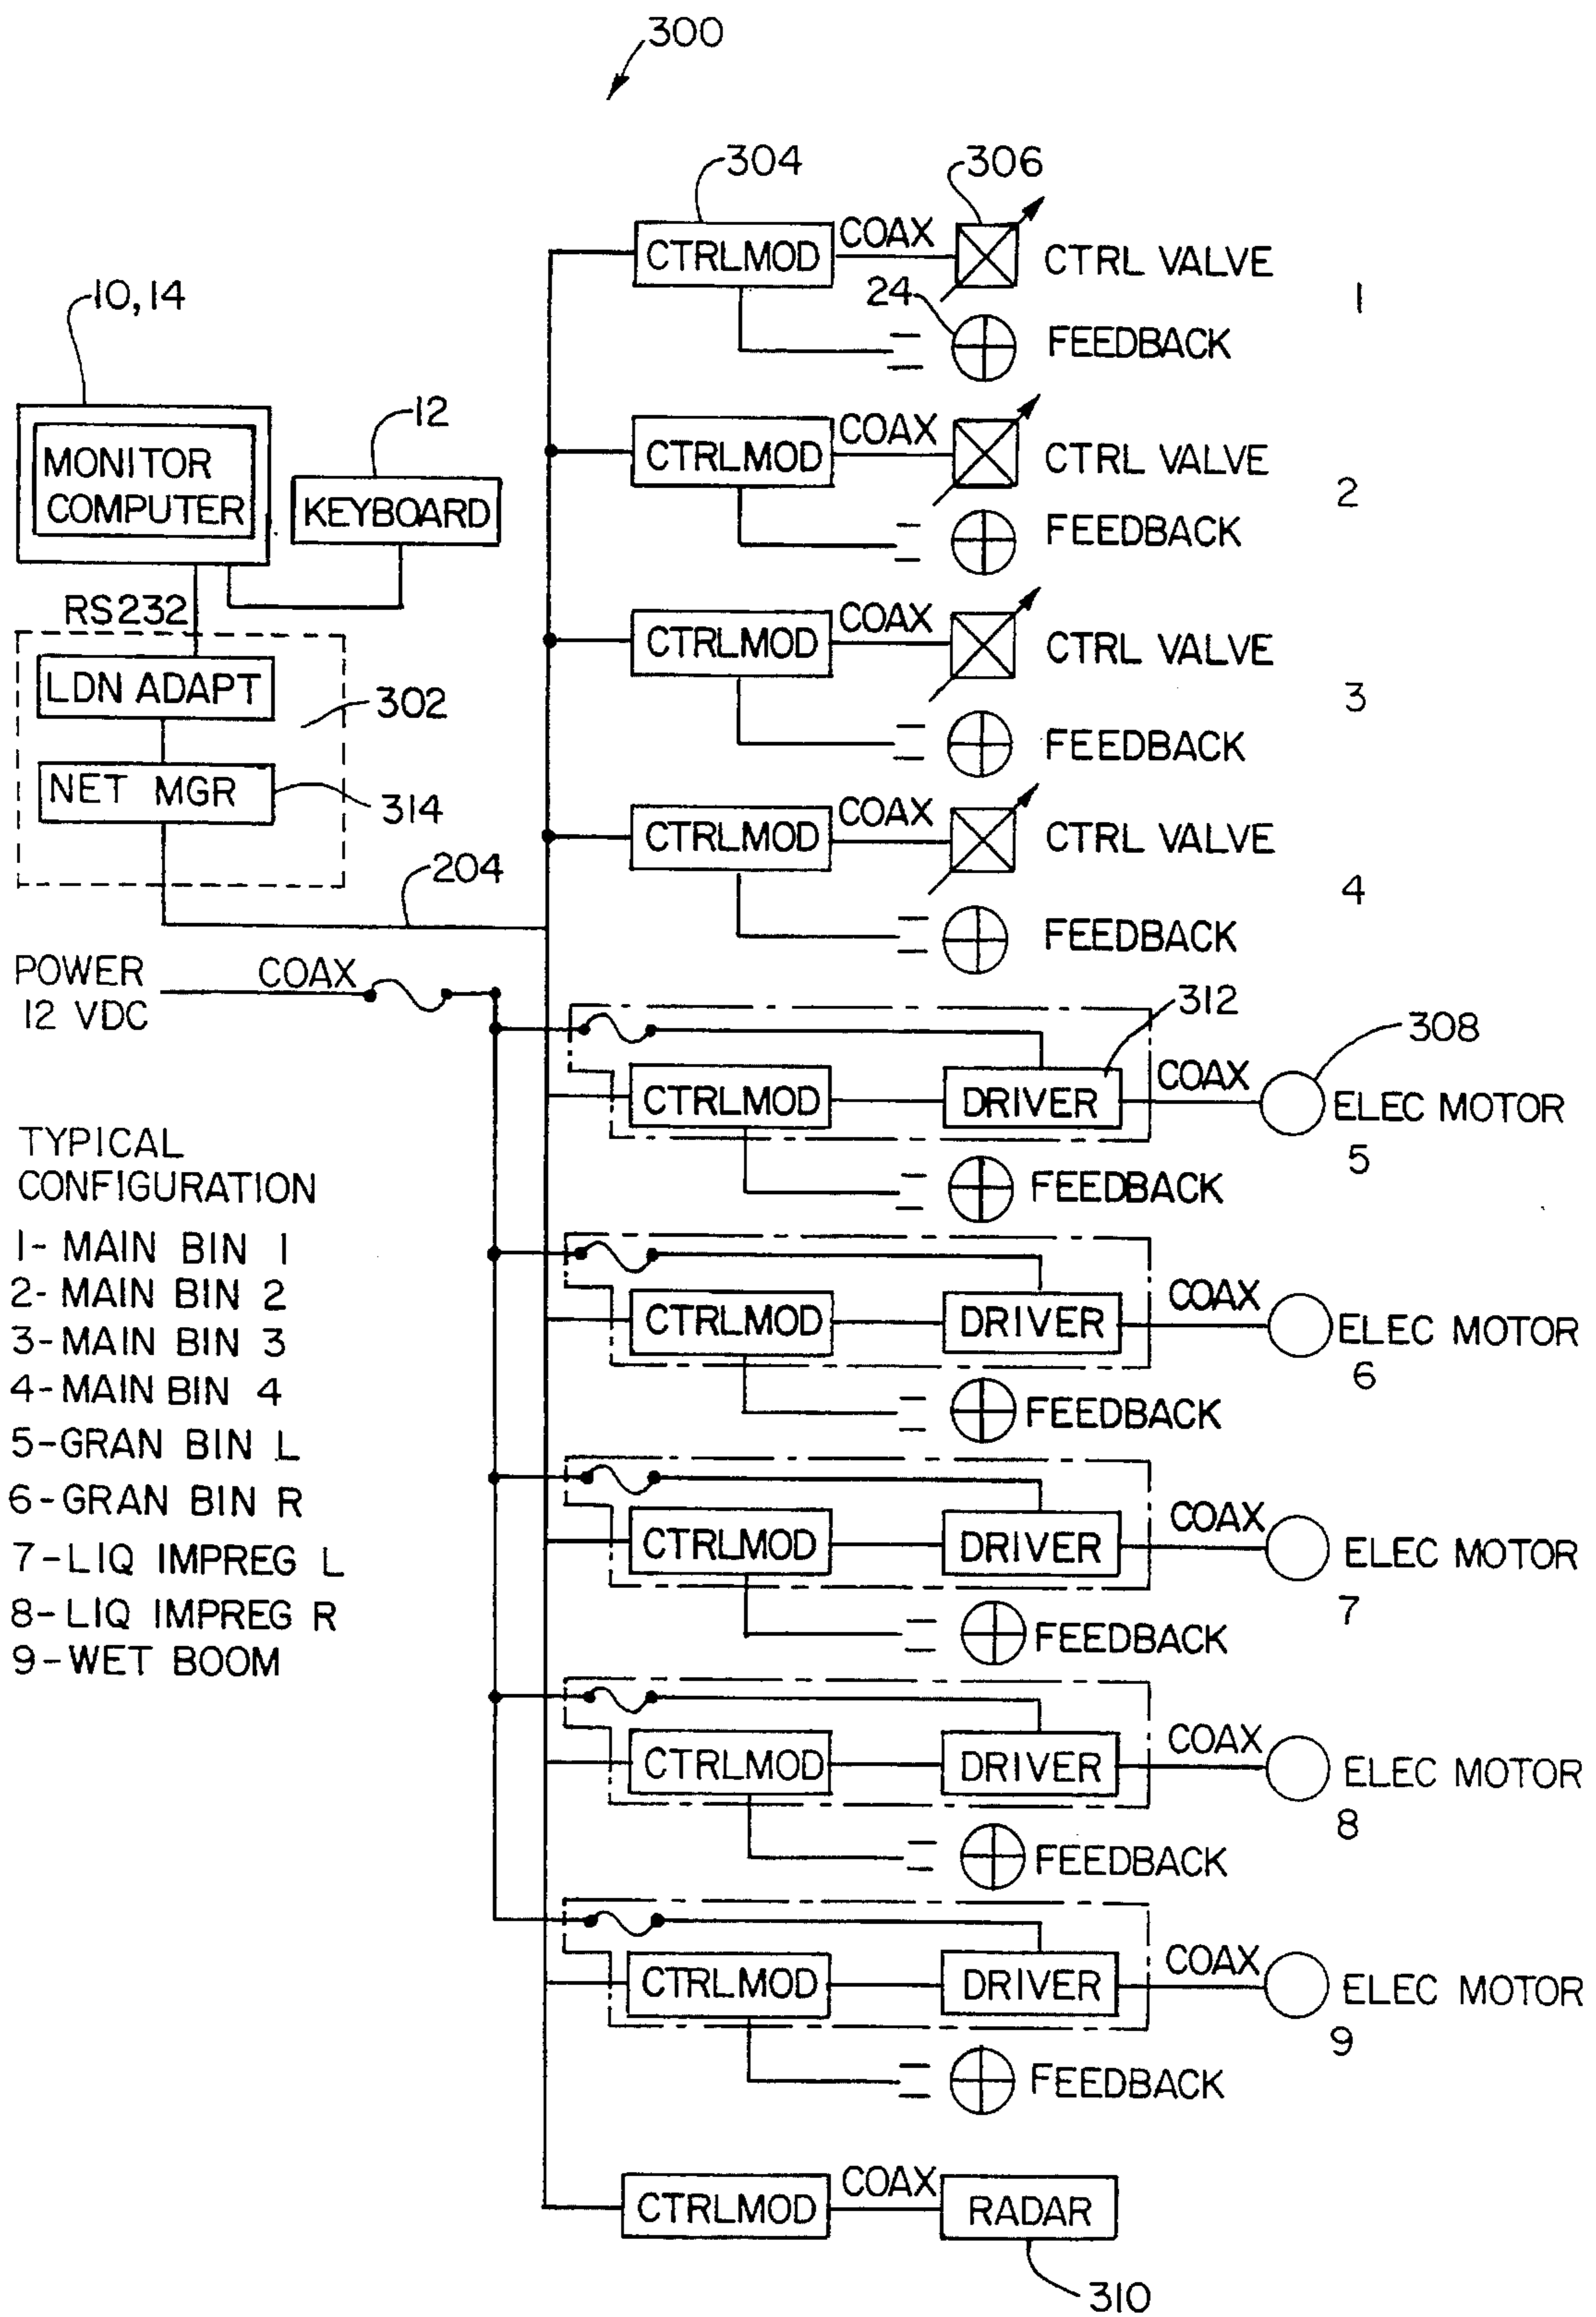 300
304
306
CTRLMOD
COAX
CTRL VALVE
1
24
FEEDBACK
10,14
MONITOR
COMPUTER
12
KEYBOARD
CTRLMOD
COAX
CTRL VALVE
2
FEEDBACK
RS232
LDN ADAPT
302
NET MGR
314
CTRLMOD
COAX
CTRL VALVE
3
FEEDBACK
CTRLMOD
COAX
CTRL VALVE
4
FEEDBACK
204
POWER
12 VDC
COAX
312
308
CTRLMOD
DRIVER
COAX
ELEC MOTOR
5
FEEDBACK
TYPICAL
CONFIGURATION
1- MAIN BIN 1
2- MAIN BIN 2
3- MAIN BIN 3
4- MAIN BIN 4
5- GRAN BIN L
6- GRAN BIN R
7- LIQ IMPREG L
8- LIQ IMPREG R
9- WET BOOM
CTRLMOD
DRIVER
COAX
ELEC MOTOR
6
FEEDBACK
CTRLMOD
DRIVER
COAX
ELEC MOTOR
7
FEEDBACK
CTRLMOD
DRIVER
COAX
ELEC MOTOR
8
FEEDBACK
CTRLMOD
DRIVER
COAX
ELEC MOTOR
9
FEEDBACK
CTRLMOD
COAX
RADAR
310